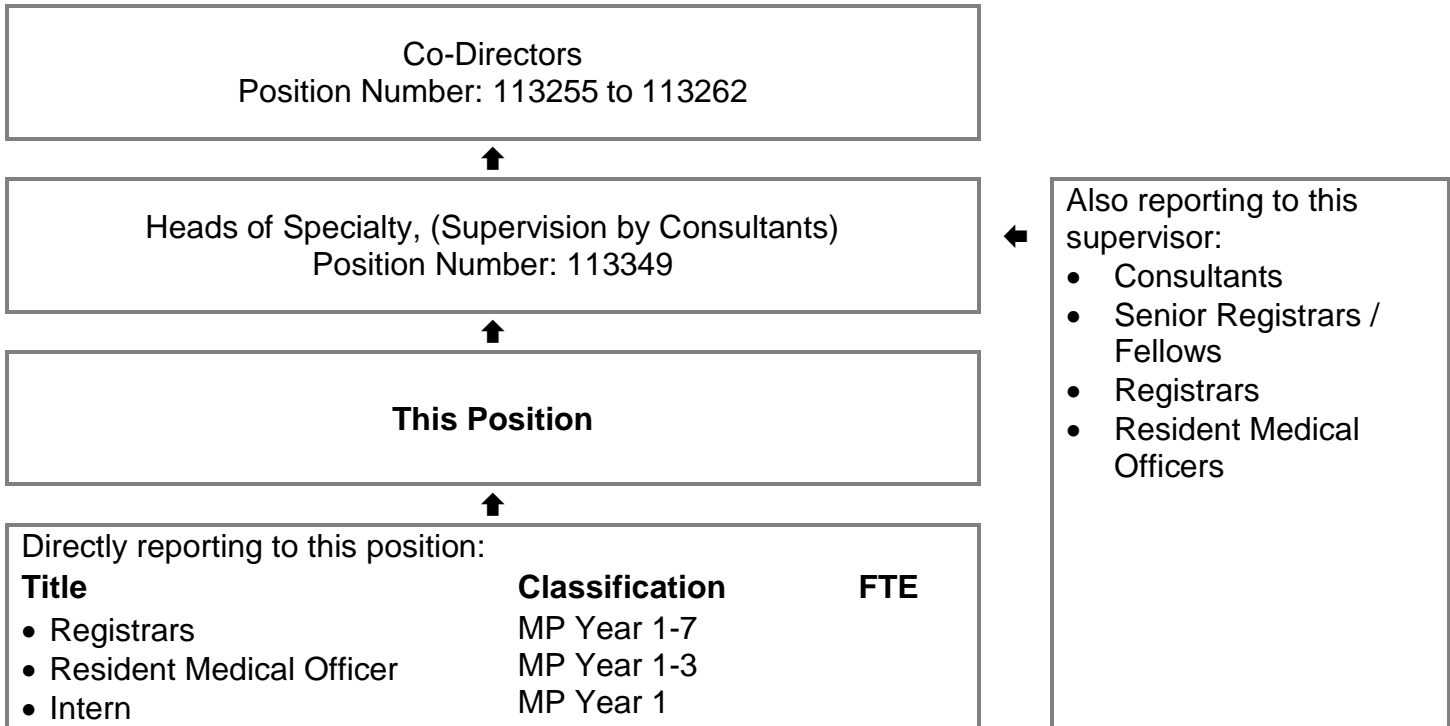 Co-Directors
Position Number: 113255 to 113262
Heads of Specialty, (Supervision by Consultants)
Position Number: 113349
This Position
Directly reporting to this position:
Title Classification FTE
• Registrars MP Year 1-7
• Resident Medical Officer MP Year 1-3
• Intern MP Year 1
Also reporting to this
supervisor:
• Consultants
• Senior Registrars /
Fellows
• Registrars
• Resident Medical
Officers